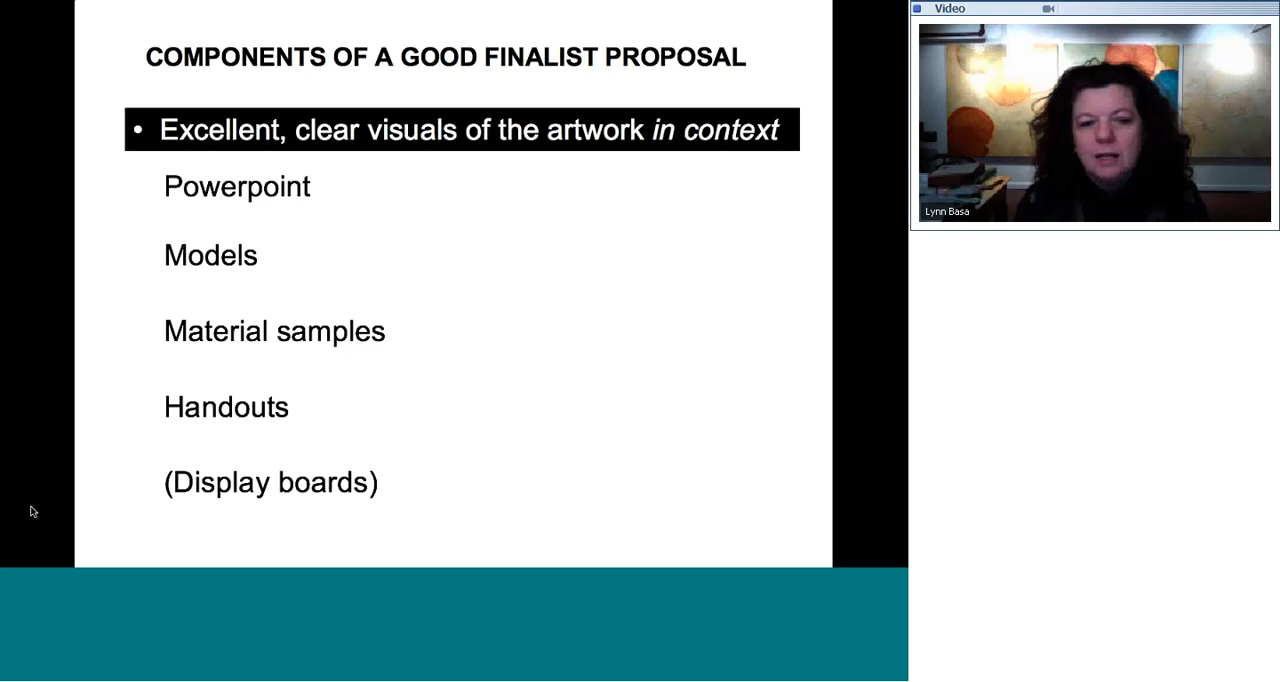 COMPONENTS OF A GOOD FINALIST PROPOSAL
• Excellent, clear visuals of the artwork in context
Powerpoint
Models
Material samples
Handouts
(Display boards)
Video
Lynn Basa